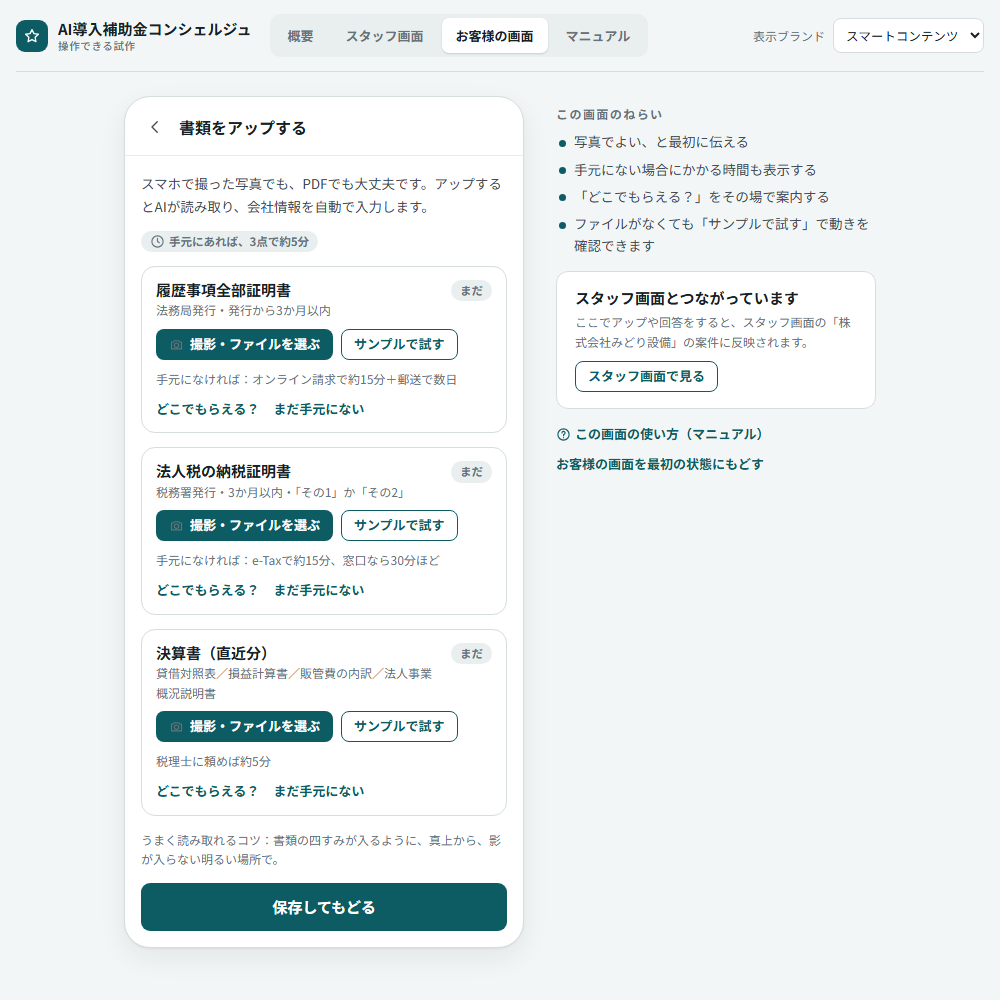 AI導入補助金コンシェルジュ
操作できる試作
概要
スタッフ画面
お客様の画面
マニュアル
表示ブランド
スマートコンテンツ
書類をアップする
スマホで撮った写真でも、PDFでも大丈夫です。アップする
とAIが読み取り、会社情報を自動で入力します。
手元にあれば、3点で約5分
履歴事項全部証明書
まだ
法務局発行・発行から3か月以内
撮影・ファイルを選ぶ
サンプルで試す
手元になければ：オンライン請求で約15分＋郵送で数日
どこでもらえる？
まだ手元にない
法人税の納税証明書
まだ
税務署発行・3か月以内・「その1」か「その2」
撮影・ファイルを選ぶ
サンプルで試す
手元になければ：e-Taxで約15分、窓口なら30分ほど
どこでもらえる？
まだ手元にない
決算書（直近分）
まだ
貸借対照表／損益計算書／販管費の内訳／法人事業
概況説明書
撮影・ファイルを選ぶ
サンプルで試す
税理士に頼めば約5分
どこでもらえる？
まだ手元にない
うまく読み取れるコツ：書類の四すみが入るように、真上から、影
が入らない明るい場所で。
保存してもどる
この画面のねらい
写真でよい、と最初に伝える
手元にない場合にかかる時間も表示する
「どこでもらえる？」をその場で案内する
ファイルがなくても「サンプルで試す」で動きを
確認できます
スタッフ画面とつながっています
ここでアップや回答をすると、スタッフ画面の「株
式会社みどり設備」の案件に反映されます。
スタッフ画面で見る
この画面の使い方（マニュアル）
お客様の画面を最初の状態にもどす